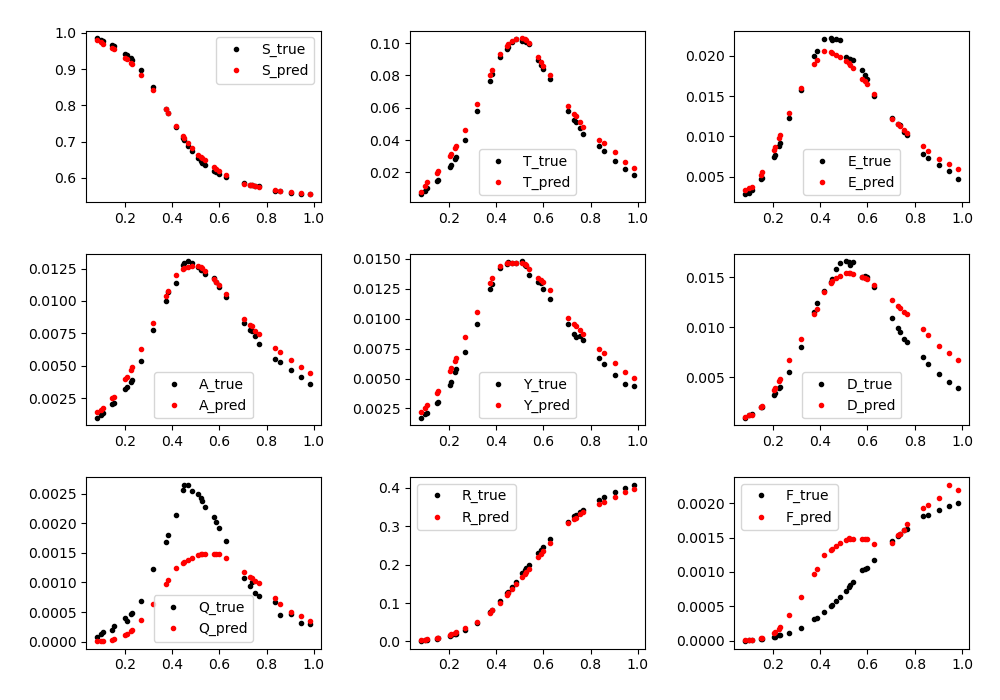 1.0
0.9
0.8
0.7
0.6
S_true
S_pred
0.2 0.4 0.6 0.8 1.0
0.10
0.08
0.06
0.04
0.02
T_true
T_pred
0.2 0.4 0.6 0.8 1.0
0.020
0.015
0.010
0.005
E_true
E_pred
0.2 0.4 0.6 0.8 1.0
0.0125
0.0100
0.0075
0.0050
0.0025
A_true
A_pred
0.2 0.4 0.6 0.8 1.0
0.0150
0.0125
0.0100
0.0075
0.0050
0.0025
Y_true
Y_pred
0.2 0.4 0.6 0.8 1.0
0.015
0.010
0.005
D_true
D_pred
0.2 0.4 0.6 0.8 1.0
0.0025
0.0020
0.0015
0.0010
0.0005
0.0000
Q_true
Q_pred
0.2 0.4 0.6 0.8 1.0
0.4
0.3
0.2
0.1
0.0
R_true
R_pred
0.2 0.4 0.6 0.8 1.0
0.0020
0.0015
0.0010
0.0005
0.0000
F_true
F_pred
0.2 0.4 0.6 0.8 1.0